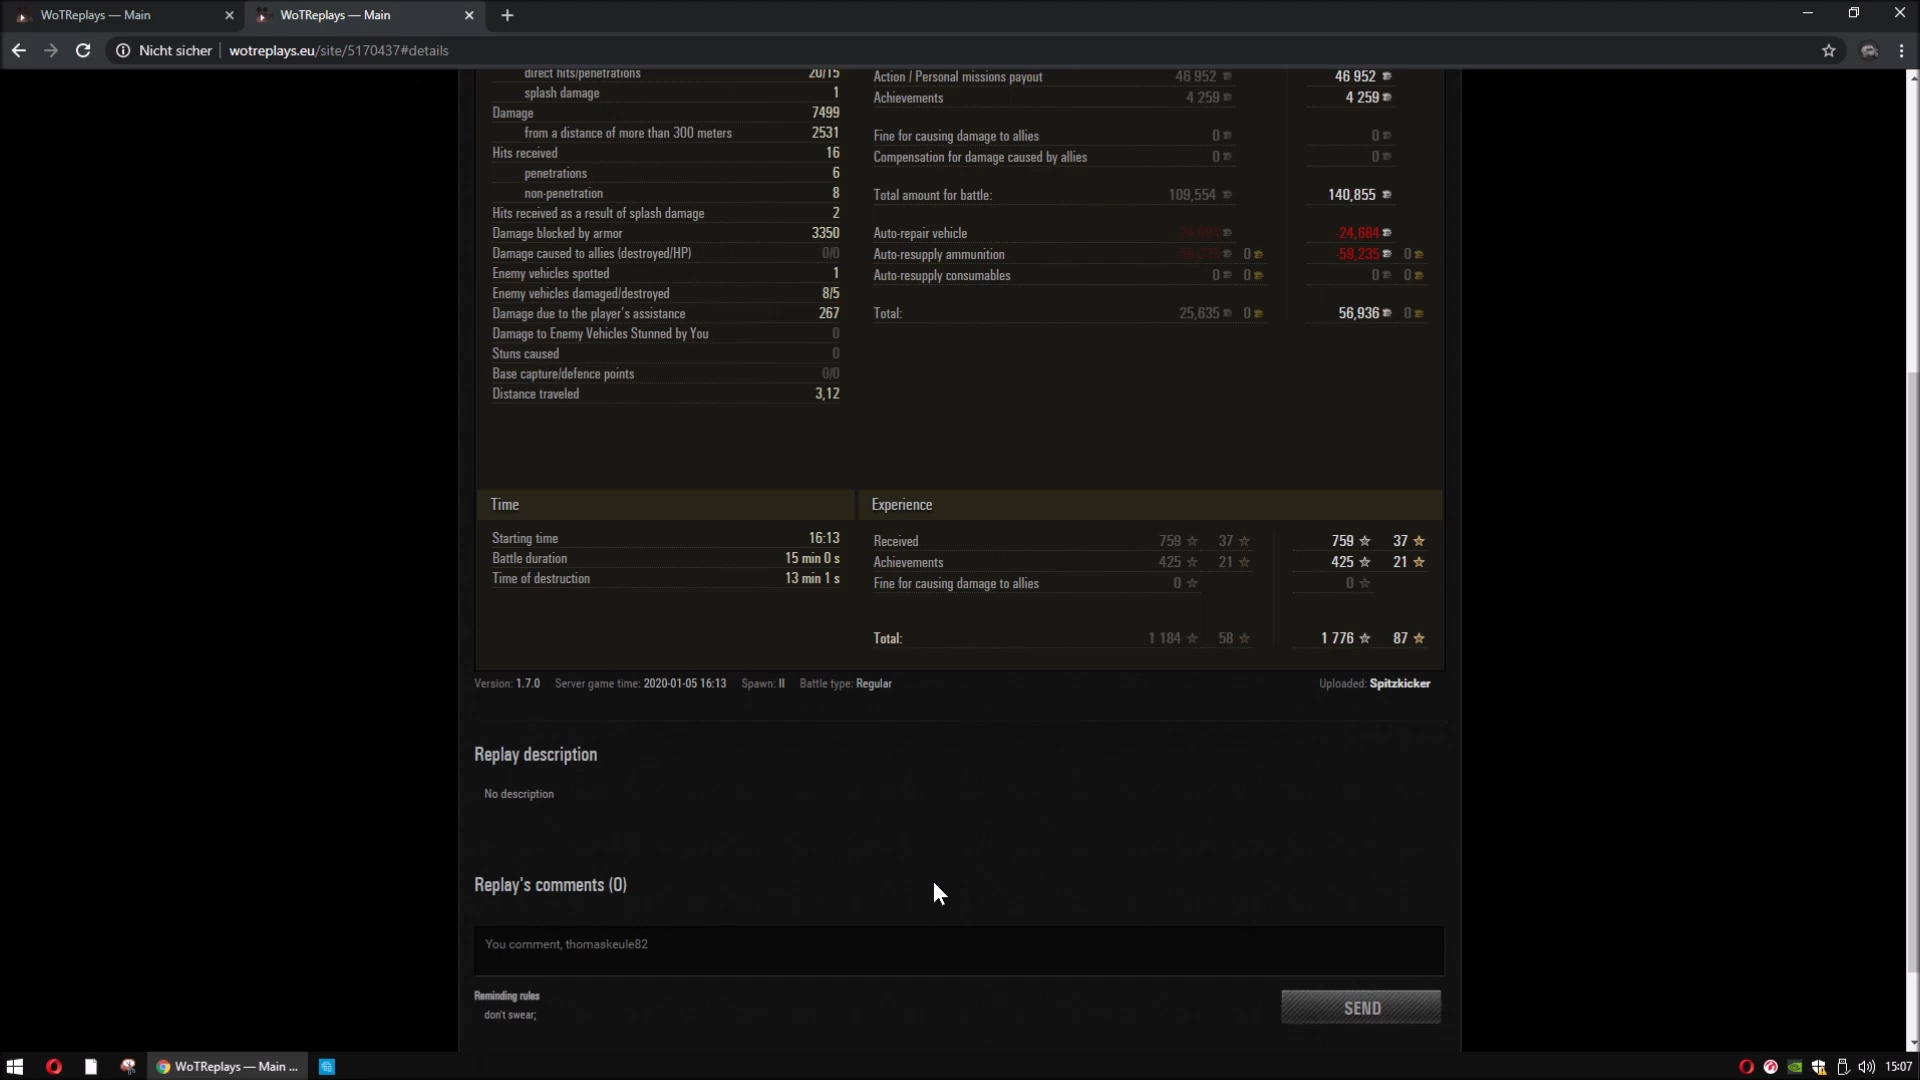 WoTReplays — Main
WoTReplays — Main
Nicht sicher | wotreplays.eu/site/5170437#details
direct hits/penetrations 20/15
splash damage 1
Damage 7499
from a distance of more than 300 meters 2531
Hits received 16
penetrations 6
non-penetration 8
Hits received as a result of splash damage 2
Damage blocked by armor 3350
Damage caused to allies (destroyed/HP) 0/0
Enemy vehicles spotted 1
Enemy vehicles damaged/destroyed 8/5
Damage due to the player's assistance 267
Damage to Enemy Vehicles Stunned by You 0
Stuns caused 0
Base capture/defence points 0/0
Distance traveled 3,12
Action / Personal missions payout 46 952 46 952
Achievements 4 259 4 259
Fine for causing damage to allies 0 0
Compensation for damage caused by allies 0 0
Total amount for battle: 109,554 140,855
Auto-repair vehicle -24,684 -24,684
Auto-resupply ammunition -59,235 0 -59,235 0
Auto-resupply consumables 0 0 0 0
Total: 25,635 0 56,936 0
Time
Starting time 16:13
Battle duration 15 min 0 s
Time of destruction 13 min 1 s
Experience
Received 759 37 759 37
Achievements 425 21 425 21
Fine for causing damage to allies 0 0
Total: 1 184 58 1 776 87
Version: 1.7.0 Server game time: 2020-01-05 16:13 Spawn: II Battle type: Regular Uploaded: Spitzkicker
Replay description
No description
Replay's comments (0)
You comment, thomaskeule82
Reminding rules
don't swear;
SEND
WoTReplays — Main ...
15:07